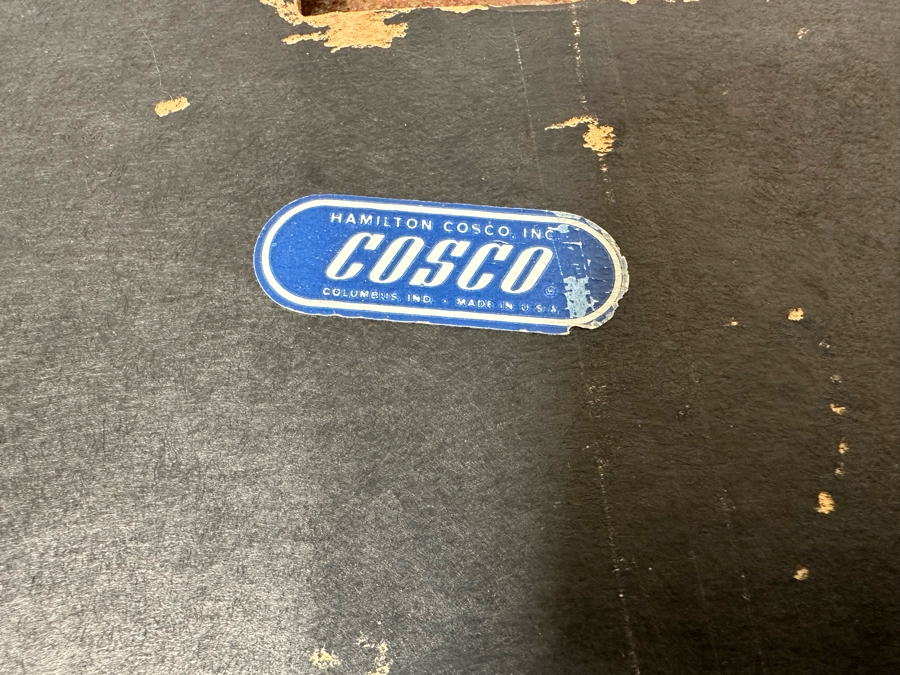 HAMILTON COSCO, INC.
COSCO
COLUMBUS, IND. · MADE IN U.S.A.